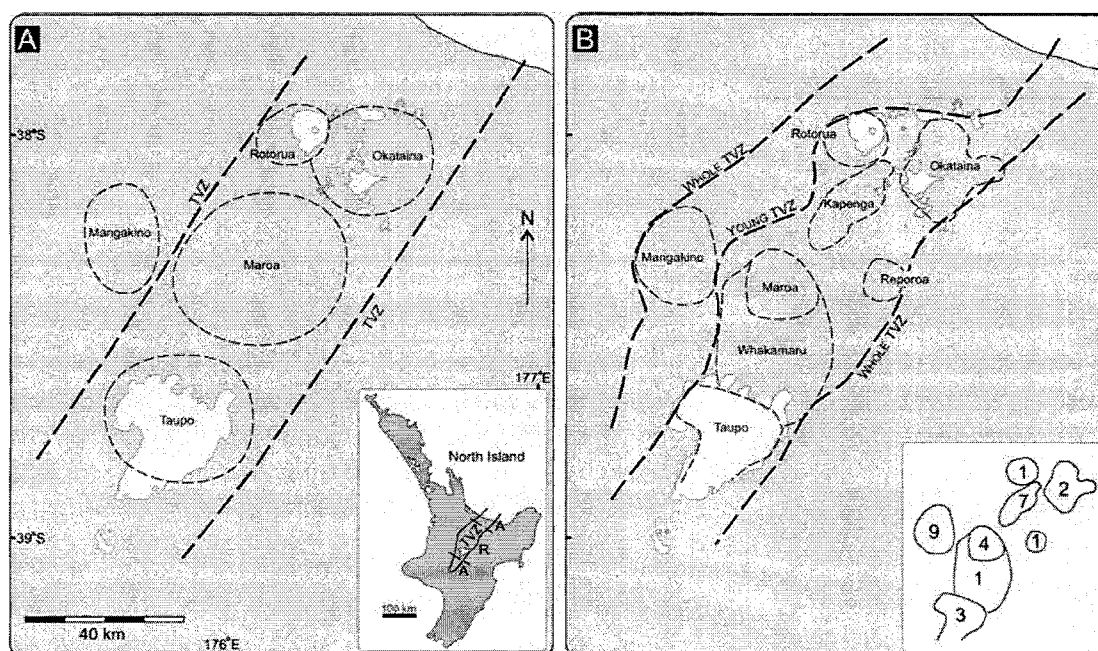 A
38°S
Rotorua
Okataina
TVZ
Mangakino
Maroa
N
TVZ
Taupo
177°E
North Island
TVZ
A
R
A
100 km
39°S
40 km
176°E
B
Rotorua
WHOLE TVZ
Okataina
Kapenga
YOUNG TVZ
Mangakino
Maroa
Reporoa
Whakamaru
WHOLE TVZ
Taupo
1
2
7
9
4
1
1
3